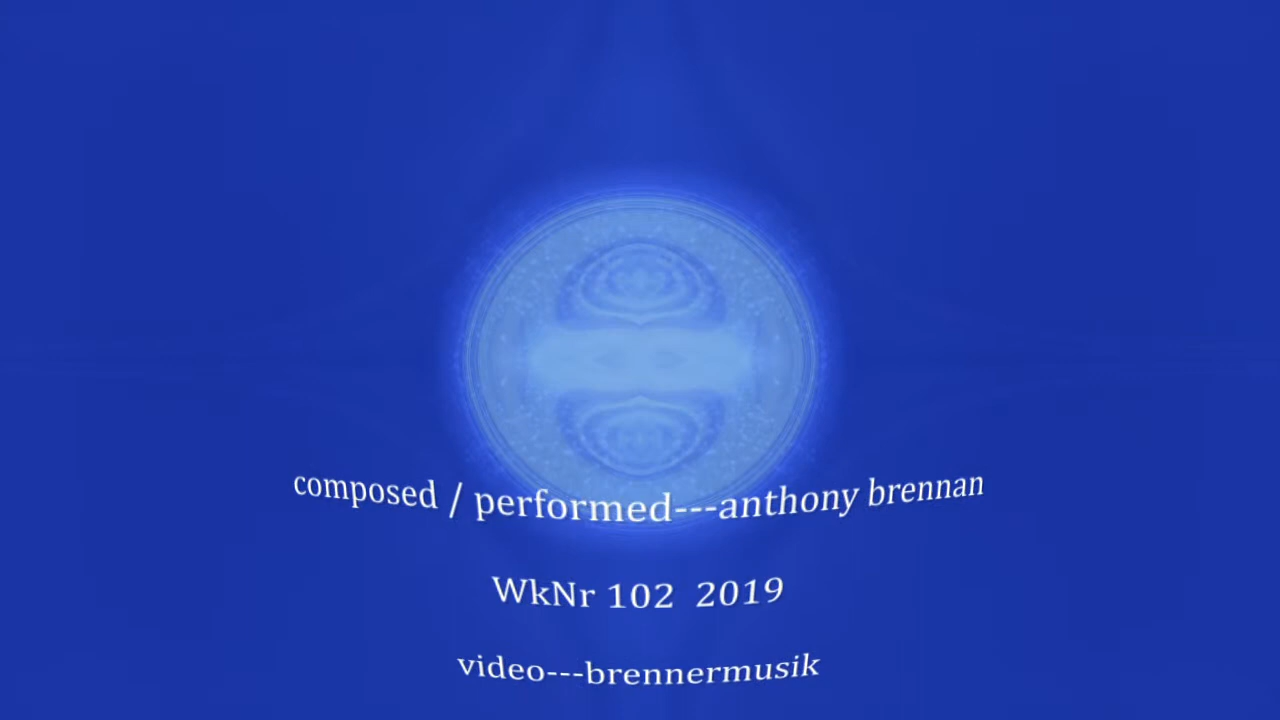 composed / performed---anthony brennan
WkNr 102  2019
video---brennermusik